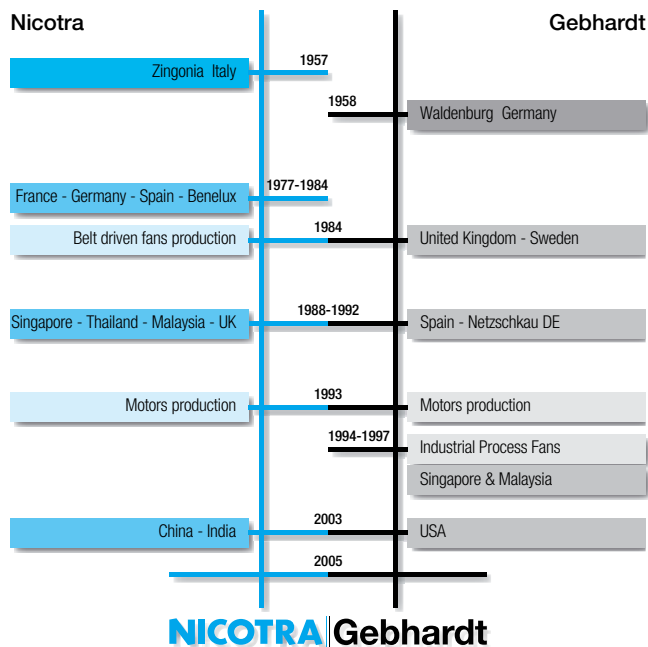 Nicotra
Gebhardt
1957
Zingonia Italy
1958
Waldenburg Germany
1977-1984
France - Germany - Spain - Benelux
1984
Belt driven fans production
United Kingdom - Sweden
1988-1992
Singapore - Thailand - Malaysia - UK
Spain - Netzschkau DE
1993
Motors production
Motors production
1994-1997
Industrial Process Fans
Singapore & Malaysia
2003
China - India
USA
2005
NICOTRA Gebhardt